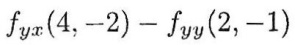 f_{yx}(4, −2) − f_{yy}(2, −1)